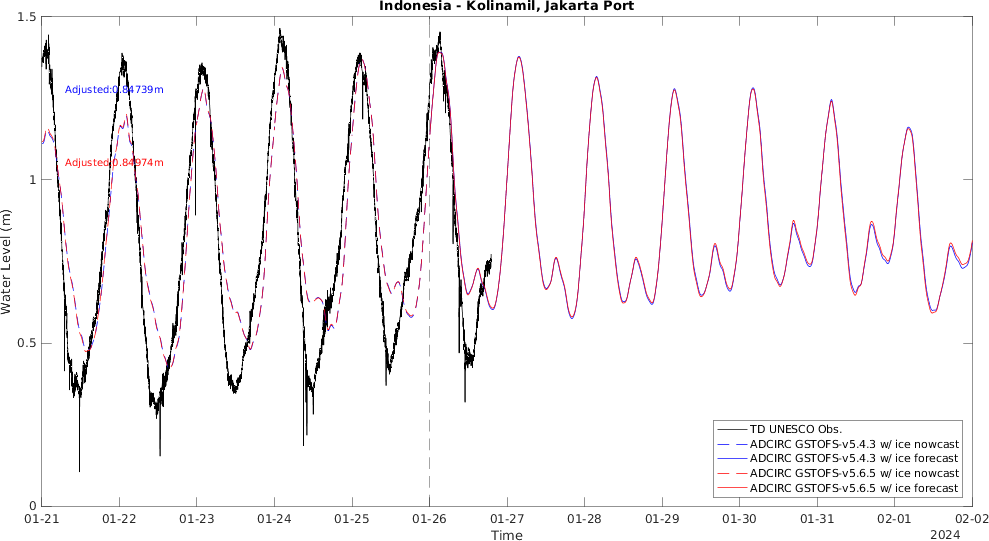 Indonesia - Kolinamil, Jakarta Port
1.5
1
0.5
0
Water Level (m)
Adjusted:0.84739m
Adjusted:0.84974m
TD UNESCO Obs.
ADCIRC GSTOFS-v5.4.3 w/ ice nowcast
ADCIRC GSTOFS-v5.4.3 w/ ice forecast
ADCIRC GSTOFS-v5.6.5 w/ ice nowcast
ADCIRC GSTOFS-v5.6.5 w/ ice forecast
01-21 01-22 01-23 01-24 01-25 01-26 01-27 01-28 01-29 01-30 01-31 02-01 02-02
Time
2024